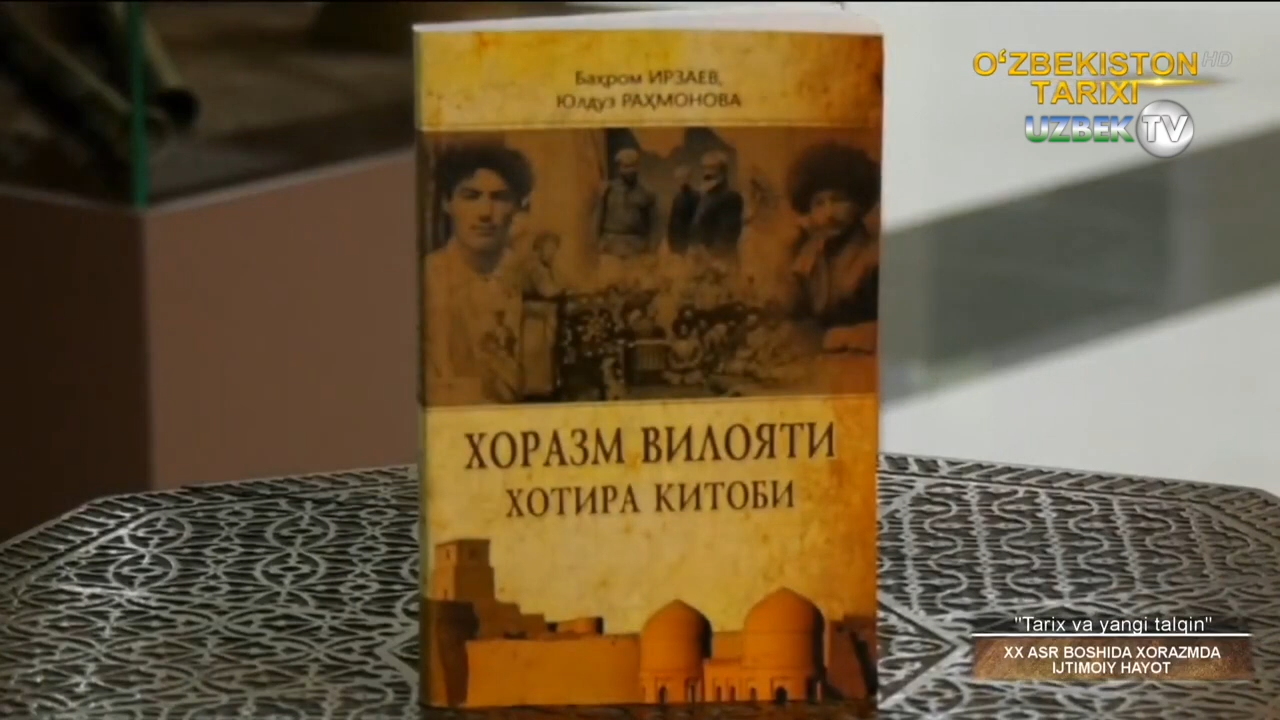 Баҳром ИРЗАЕВ,
Юлдуз РАҲМОНОВА
ХОРАЗМ ВИЛОЯТИ
ХОТИРА КИТОБИ
OʻZBEKISTON HD
TARIXI
UZBEK TV
"Tarix va yangi talqin"
XX ASR BOSHIDA XORAZMDA
IJTIMOIY HAYOT